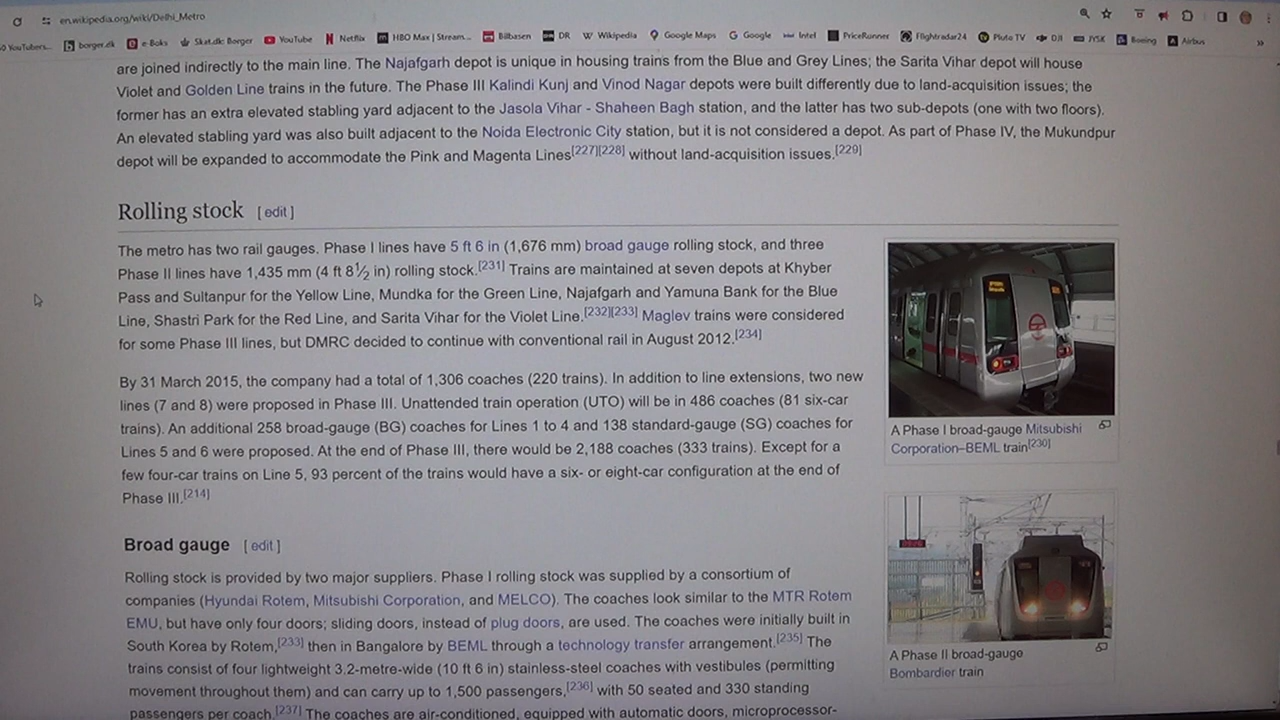 en.wikipedia.org/wiki/Delhi_Metro
YouTubers... borger.dk e-Boks Skat.dk: Borger YouTube Netflix HBO Max | Stream... Bilbasen DR Wikipedia Google Maps Google Intel PriceRunner Flightradar24 Pluto TV DJI JYSK Boeing Airbus »
are joined indirectly to the main line. The Najafgarh depot is unique in housing trains from the Blue and Grey Lines; the Sarita Vihar depot will house
Violet and Golden Line trains in the future. The Phase III Kalindi Kunj and Vinod Nagar depots were built differently due to land-acquisition issues; the
former has an extra elevated stabling yard adjacent to the Jasola Vihar - Shaheen Bagh station, and the latter has two sub-depots (one with two floors).
An elevated stabling yard was also built adjacent to the Noida Electronic City station, but it is not considered a depot. As part of Phase IV, the Mukundpur
depot will be expanded to accommodate the Pink and Magenta Lines[227][228] without land-acquisition issues.[229]
Rolling stock [ edit ]
The metro has two rail gauges. Phase I lines have 5 ft 6 in (1,676 mm) broad gauge rolling stock, and three
Phase II lines have 1,435 mm (4 ft 8 1⁄2 in) rolling stock.[231] Trains are maintained at seven depots at Khyber
Pass and Sultanpur for the Yellow Line, Mundka for the Green Line, Najafgarh and Yamuna Bank for the Blue
Line, Shastri Park for the Red Line, and Sarita Vihar for the Violet Line.[232][233] Maglev trains were considered
for some Phase III lines, but DMRC decided to continue with conventional rail in August 2012.[234]
By 31 March 2015, the company had a total of 1,306 coaches (220 trains). In addition to line extensions, two new
lines (7 and 8) were proposed in Phase III. Unattended train operation (UTO) will be in 486 coaches (81 six-car
trains). An additional 258 broad-gauge (BG) coaches for Lines 1 to 4 and 138 standard-gauge (SG) coaches for
Lines 5 and 6 were proposed. At the end of Phase III, there would be 2,188 coaches (333 trains). Except for a
few four-car trains on Line 5, 93 percent of the trains would have a six- or eight-car configuration at the end of
Phase III.[214]
A Phase I broad-gauge Mitsubishi
Corporation–BEML train[230]
Broad gauge [ edit ]
Rolling stock is provided by two major suppliers. Phase I rolling stock was supplied by a consortium of
companies (Hyundai Rotem, Mitsubishi Corporation, and MELCO). The coaches look similar to the MTR Rotem
EMU, but have only four doors; sliding doors, instead of plug doors, are used. The coaches were initially built in
South Korea by Rotem,[233] then in Bangalore by BEML through a technology transfer arrangement.[235] The
trains consist of four lightweight 3.2-metre-wide (10 ft 6 in) stainless-steel coaches with vestibules (permitting
movement throughout them) and can carry up to 1,500 passengers,[236] with 50 seated and 330 standing
passengers per coach.[237] The coaches are air-conditioned, equipped with automatic doors, microprocessor-
A Phase II broad-gauge
Bombardier train